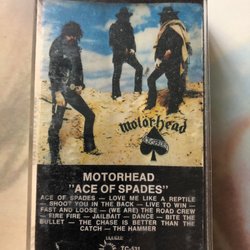 Motörhead
MOTORHEAD
"ACE OF SPADES"
ACE OF SPADES — LOVE ME LIKE A REPTILE
— SHOOT YOU IN THE BACK — LIVE TO WIN —
FAST AND LOOSE — (WE ARE) THE ROAD CREW
— FIRE FIRE — JAILBAIT — DANCE — BITE THE
BULLET — THE CHASE IS BETTER THAN THE
CATCH — THE HAMMER